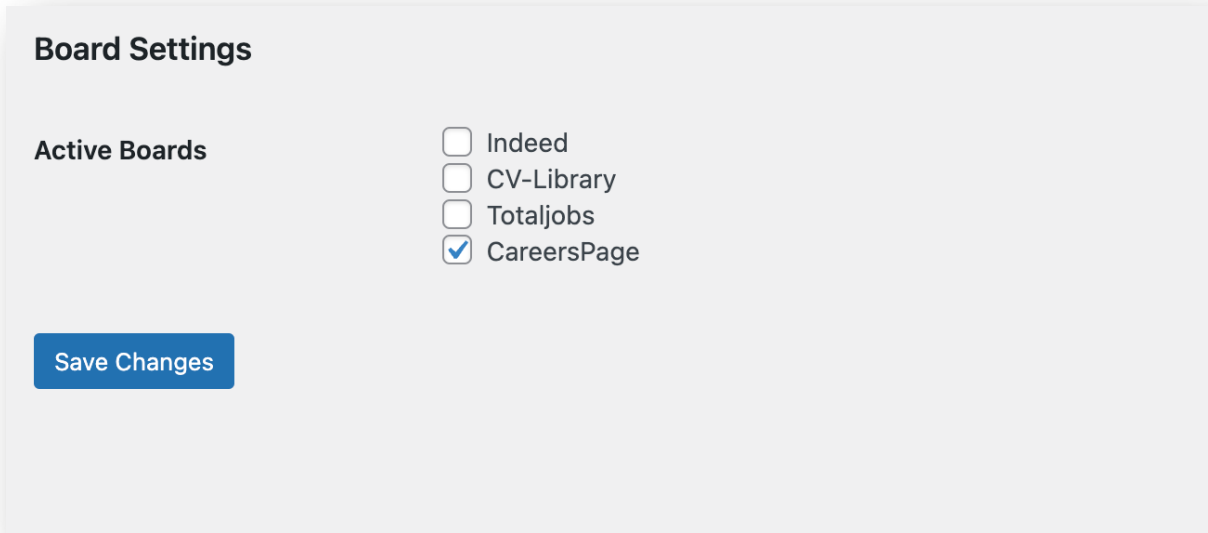 Board Settings
Active Boards
Indeed
CV-Library
Totaljobs
CareersPage
Save Changes